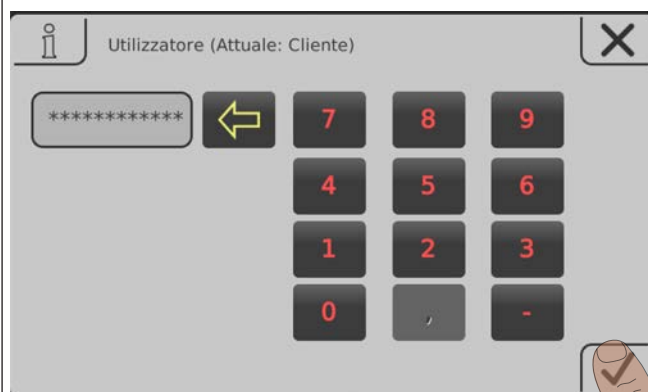 Utilizzatore (Attuale: Cliente)
************
7 8 9
4 5 6
1 2 3
0 , -